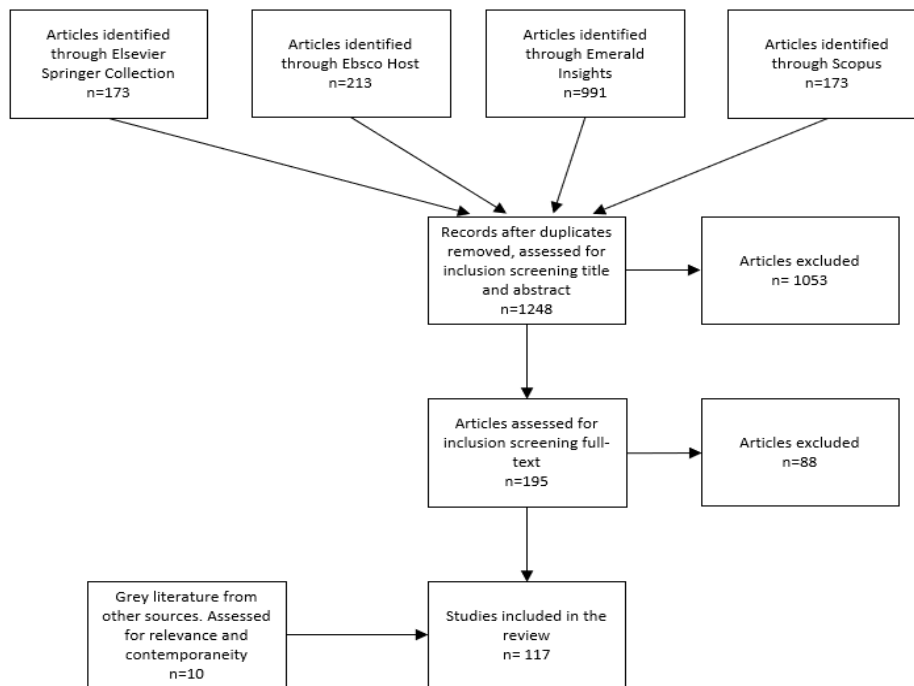 Articles identified
through Elsevier
Springer Collection
n=173
Articles identified
through Ebsco Host
n=213
Articles identified
through Emerald
Insights
n=991
Articles identified
through Scopus
n=173
Records after duplicates
removed, assessed for
inclusion screening title
and abstract
n=1248
Articles excluded
n= 1053
Articles assessed for
inclusion screening full-
text
n=195
Articles excluded
n=88
Grey literature from
other sources. Assessed
for relevance and
contemporaneity
n=10
Studies included in the
review
n= 117